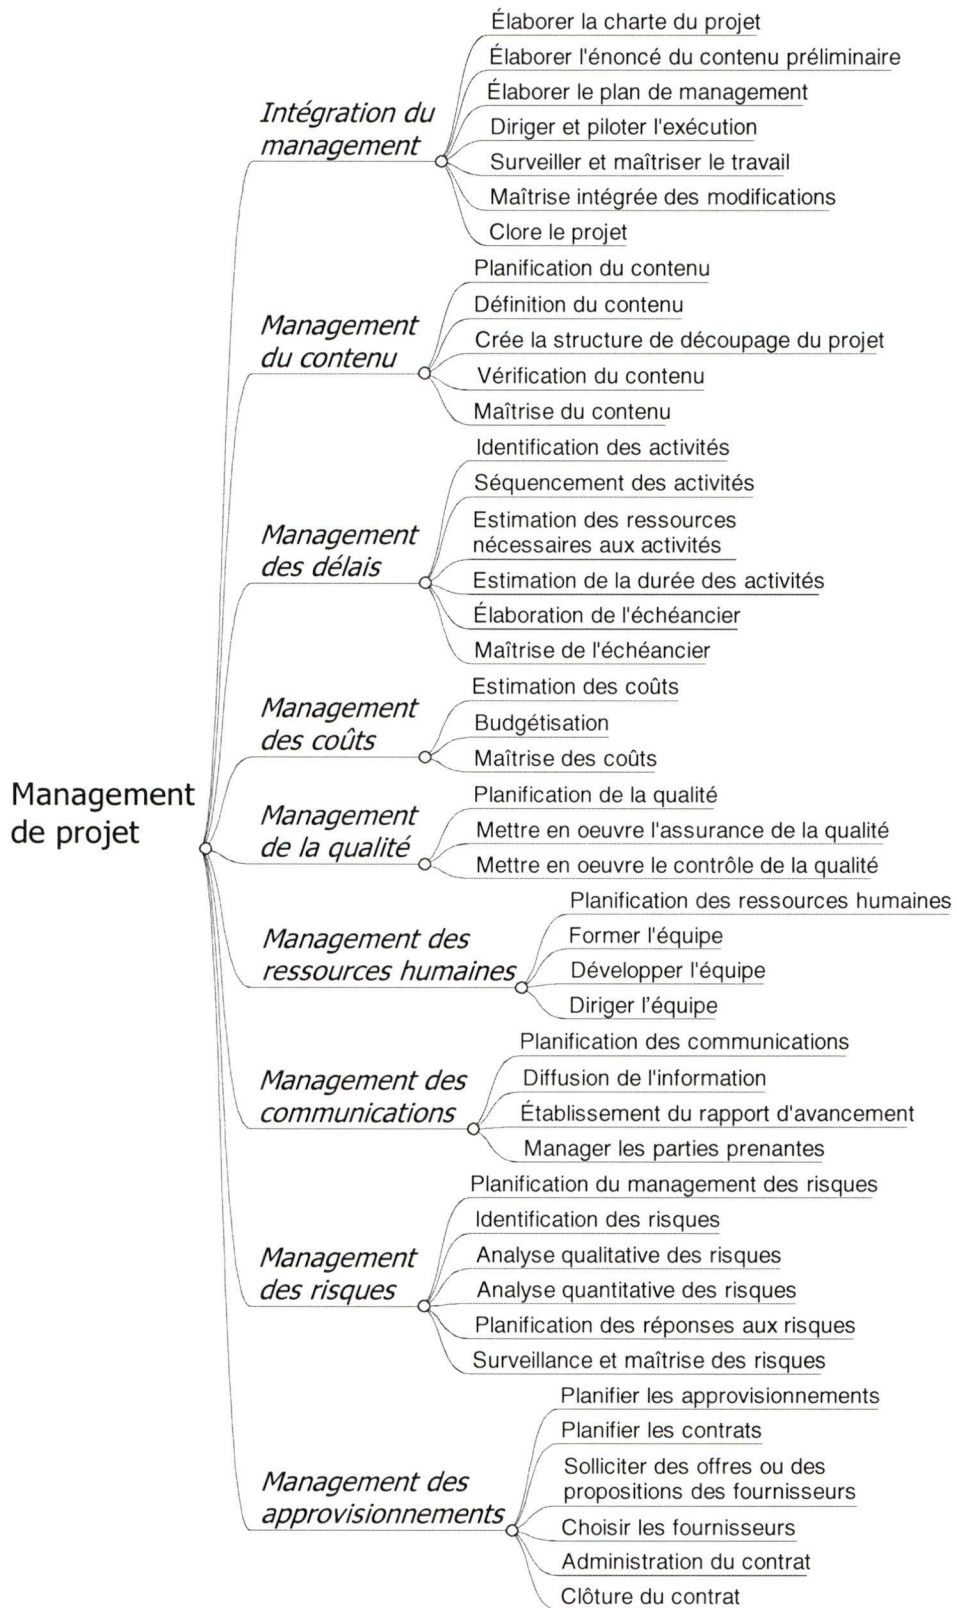 Management
de projet
Intégration du
management
Élaborer la charte du projet
Élaborer l'énoncé du contenu préliminaire
Élaborer le plan de management
Diriger et piloter l'exécution
Surveiller et maîtriser le travail
Maîtrise intégrée des modifications
Clore le projet
Management
du contenu
Planification du contenu
Définition du contenu
Crée la structure de découpage du projet
Vérification du contenu
Maîtrise du contenu
Management
des délais
Identification des activités
Séquencement des activités
Estimation des ressources
nécessaires aux activités
Estimation de la durée des activités
Élaboration de l'échéancier
Maîtrise de l'échéancier
Management
des coûts
Estimation des coûts
Budgétisation
Maîtrise des coûts
Management
de la qualité
Planification de la qualité
Mettre en oeuvre l'assurance de la qualité
Mettre en oeuvre le contrôle de la qualité
Management des
ressources humaines
Planification des ressources humaines
Former l'équipe
Développer l'équipe
Diriger l'équipe
Management des
communications
Planification des communications
Diffusion de l'information
Établissement du rapport d'avancement
Manager les parties prenantes
Management
des risques
Planification du management des risques
Identification des risques
Analyse qualitative des risques
Analyse quantitative des risques
Planification des réponses aux risques
Surveillance et maîtrise des risques
Management des
approvisionnements
Planifier les approvisionnements
Planifier les contrats
Solliciter des offres ou des
propositions des fournisseurs
Choisir les fournisseurs
Administration du contrat
Clôture du contrat